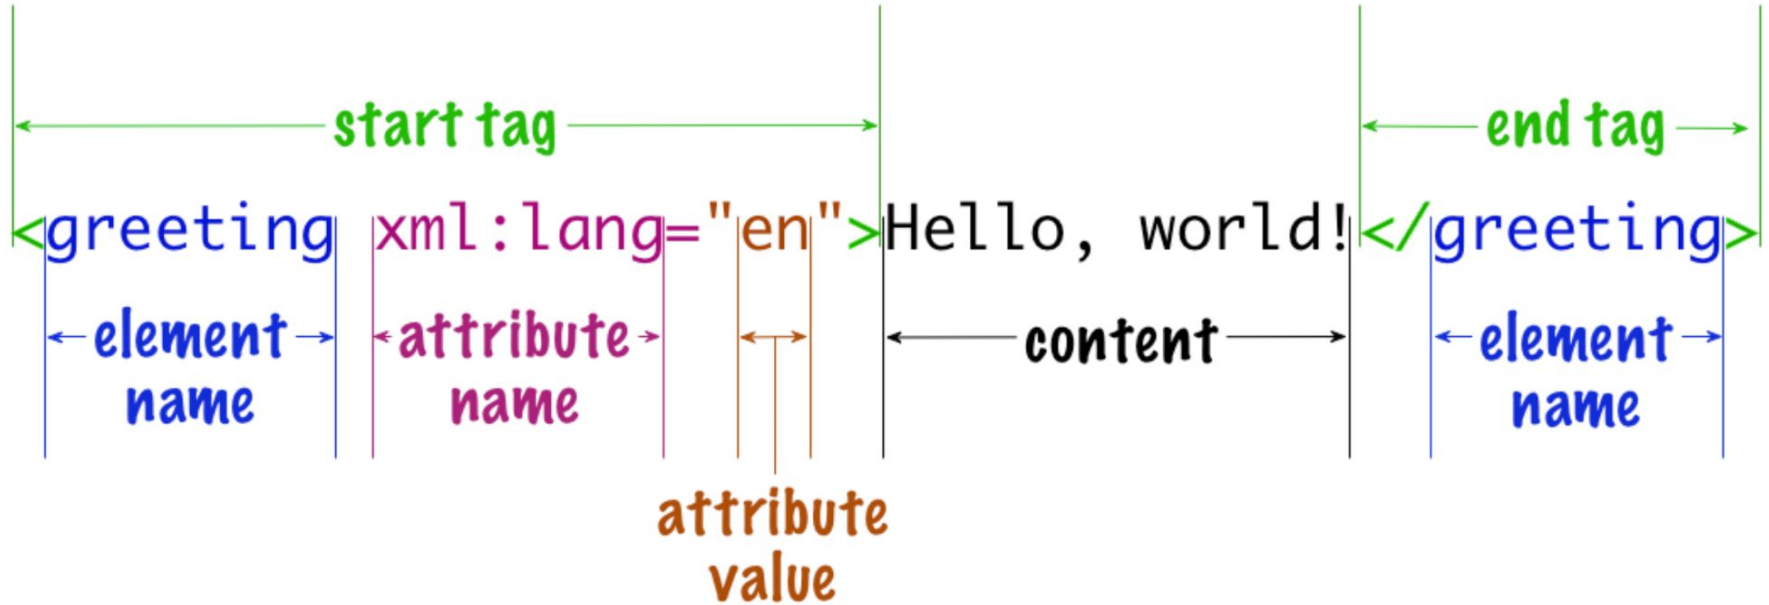 start tag end tag
<greeting xml:lang="en">Hello, world!</greeting>
element attribute content element
name name name
attribute
value